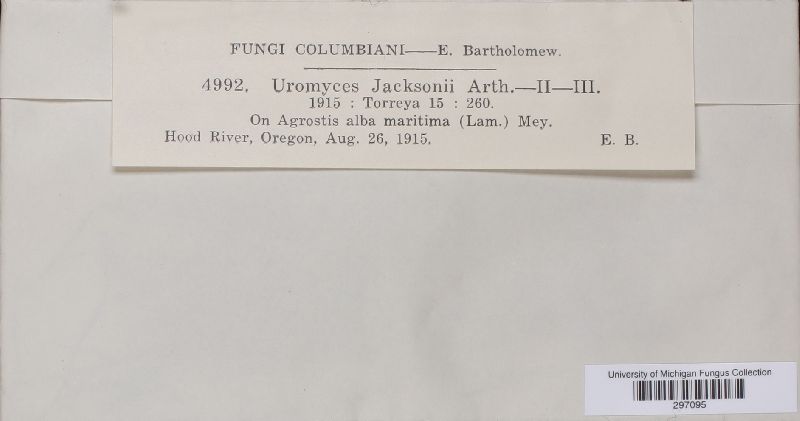 FUNGI COLUMBIANI——E. Bartholomew.
4992. Uromyces Jacksonii Arth.—II—III.
1915 : Torreya 15 : 260.
On Agrostis alba maritima (Lam.) Mey.
Hood River, Oregon, Aug. 26, 1915. E. B.
University of Michigan Fungus Collection
297095